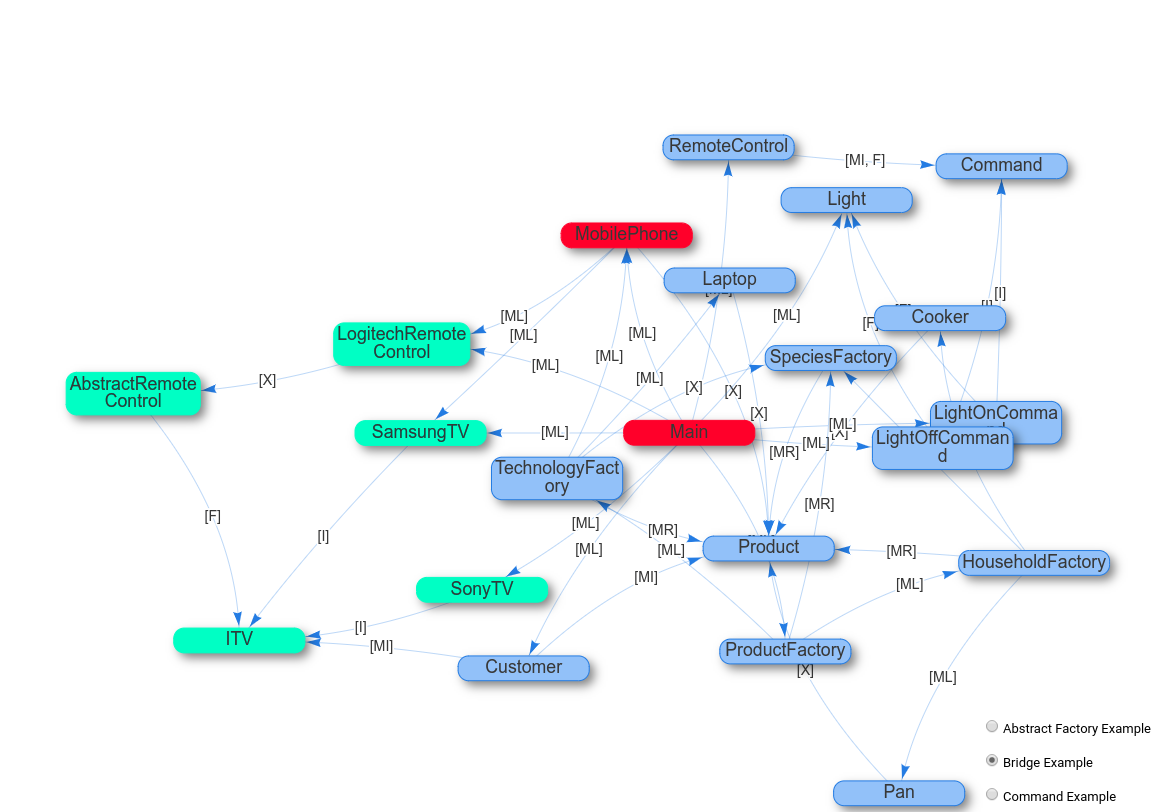 RemoteControl
[MI, F]
Command
Light
MobilePhone
Laptop
[I]
[ML]
[ML]
Cooker
[F]
LogitechRemote
Control
[ML]
[ML]
[ML]
SpeciesFactory
[ML]
[ML]
[X]
[X]
[X]
AbstractRemote
Control
[X]
LightOnComma
[ML]
SamsungTV
[ML]
Main
[X]
[ML]
LightOffComman
d
[MR]
TechnologyFact
ory
[MR]
[F]
[ML]
[MR]
[I]
[ML]
[ML]
Product
[MR]
HouseholdFactory
[MI]
[ML]
SonyTV
[I]
ITV
[MI]
Customer
ProductFactory
[X]
[ML]
Abstract Factory Example
Bridge Example
Pan
Command Example